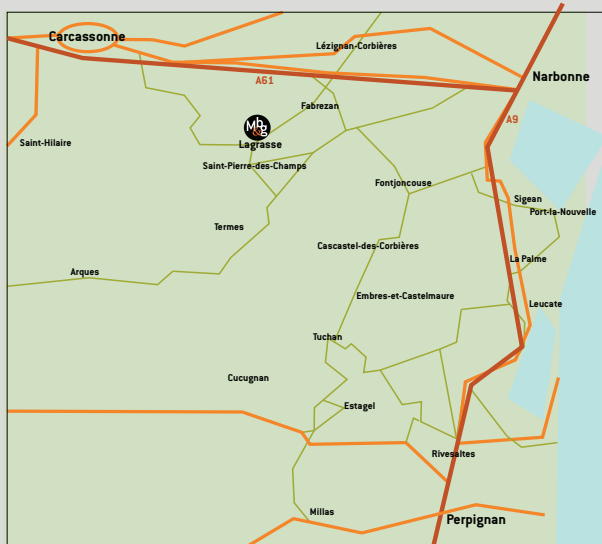 Carcassonne
Lézignan-Corbières
Narbonne
A61
Fabrezan
A9
Mb
&g
Saint-Hilaire
Lagrasse
Saint-Pierre-des-Champs
Fontjoncouse
Sigean
Port-la-Nouvelle
Termes
Cascastel-des-Corbières
La Palme
Arques
Embres-et-Castelmaure
Leucate
Tuchan
Cucugnan
Estagel
Rivesaltes
Millas
Perpignan